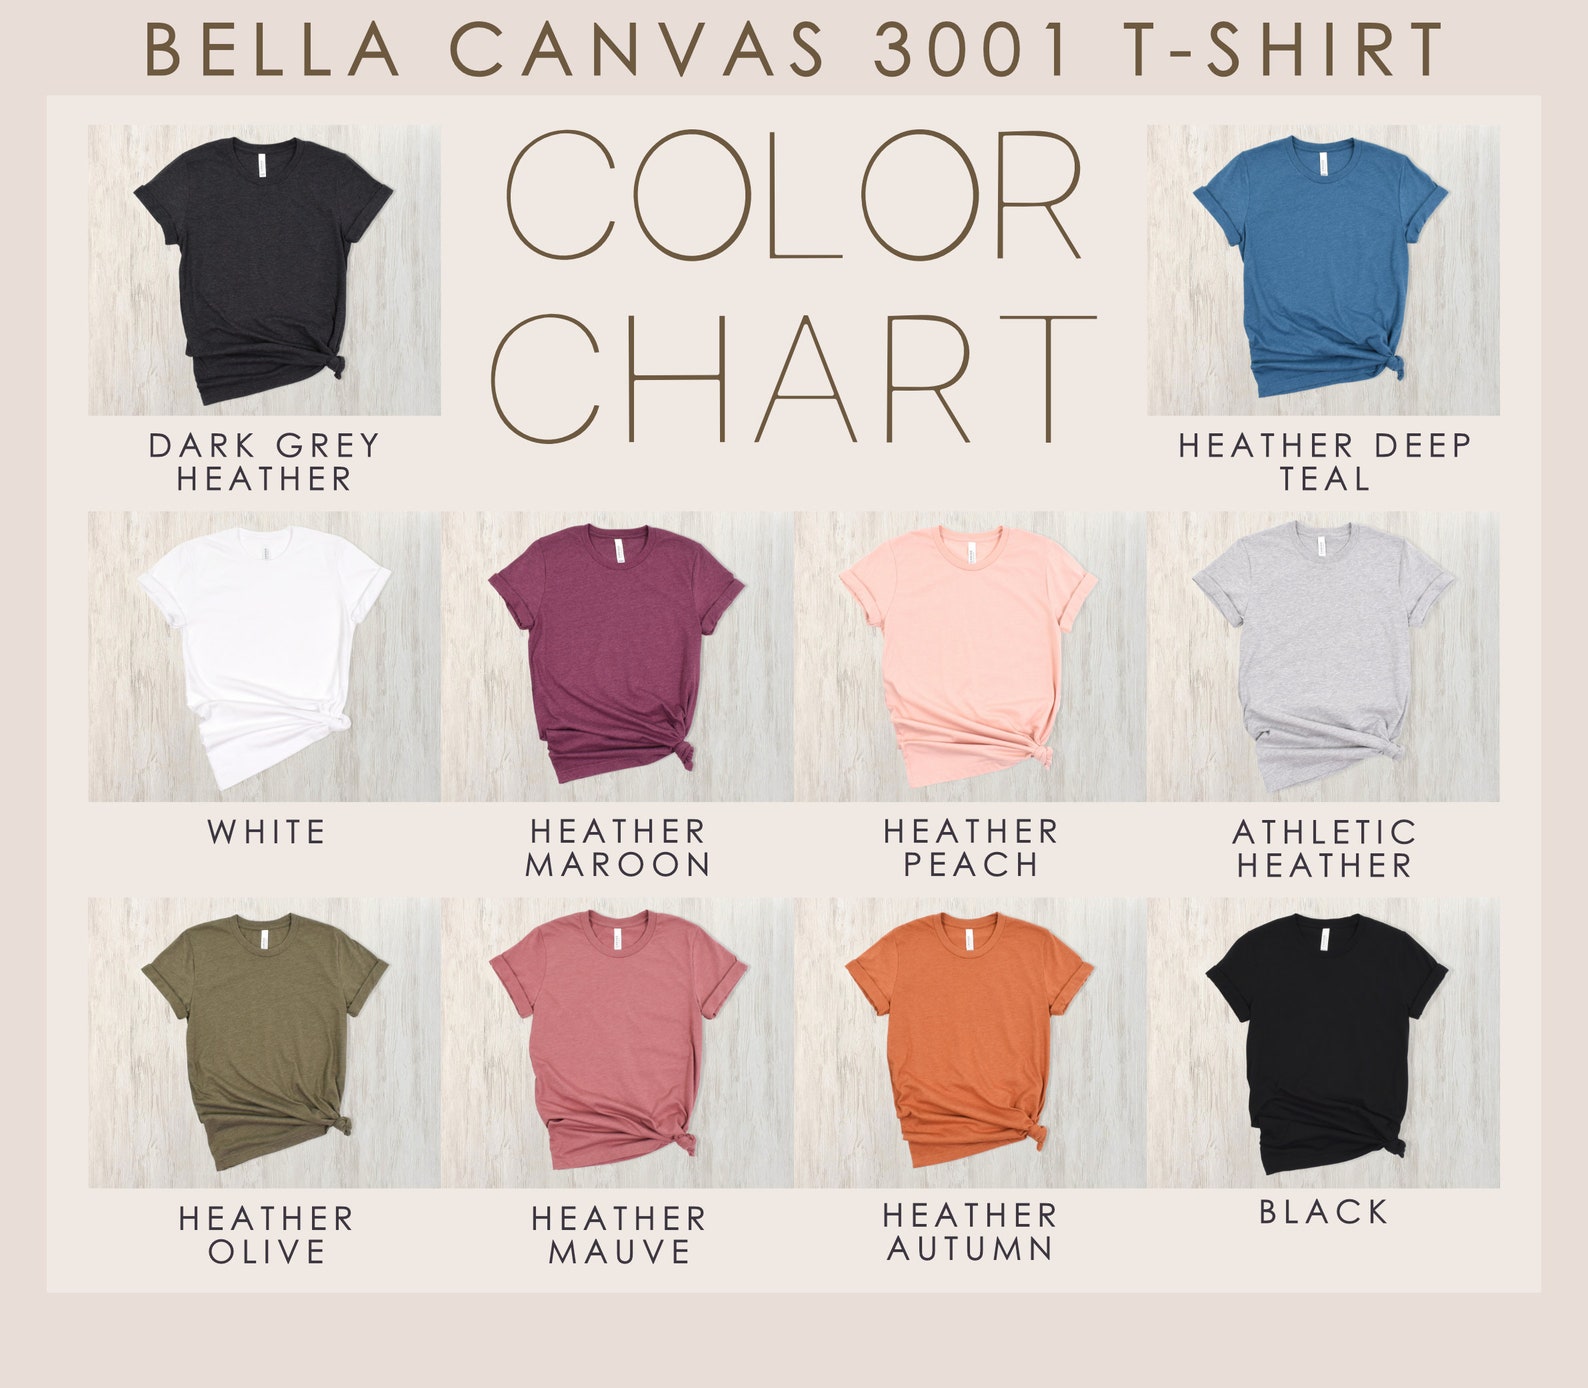 BELLA CANVAS 3001 T-SHIRT
COLOR
CHART
DARK GREY
HEATHER
HEATHER DEEP
TEAL
WHITE
HEATHER
MAROON
HEATHER
PEACH
ATHLETIC
HEATHER
HEATHER
OLIVE
HEATHER
MAUVE
HEATHER
AUTUMN
BLACK